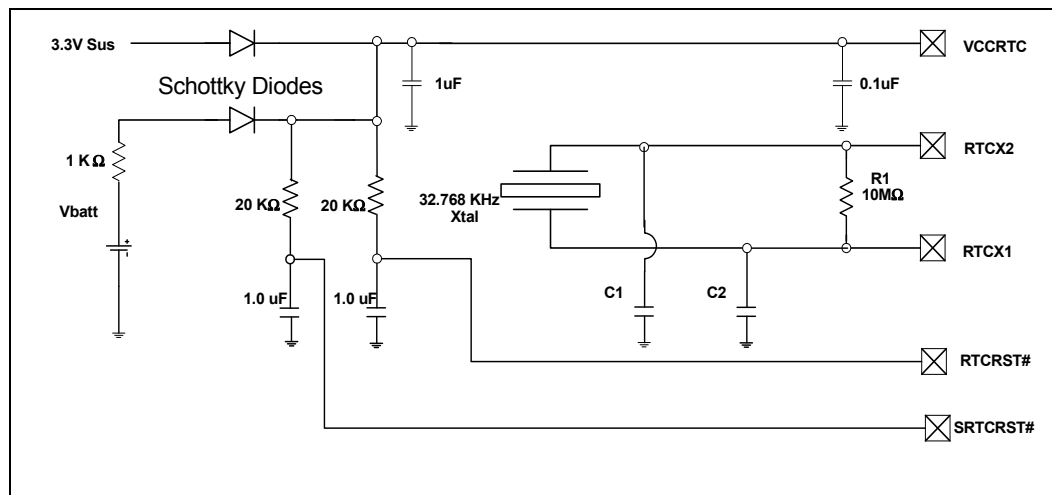 3.3V Sus
VCCRTC
1uF
0.1uF
Schottky Diodes
RTCX2
1 KΩ
R1
10MΩ
20 KΩ
20 KΩ
32.768 KHz
Xtal
Vbatt
+
-
RTCX1
1.0 uF
1.0 uF
C1
C2
RTCRST#
SRTCRST#